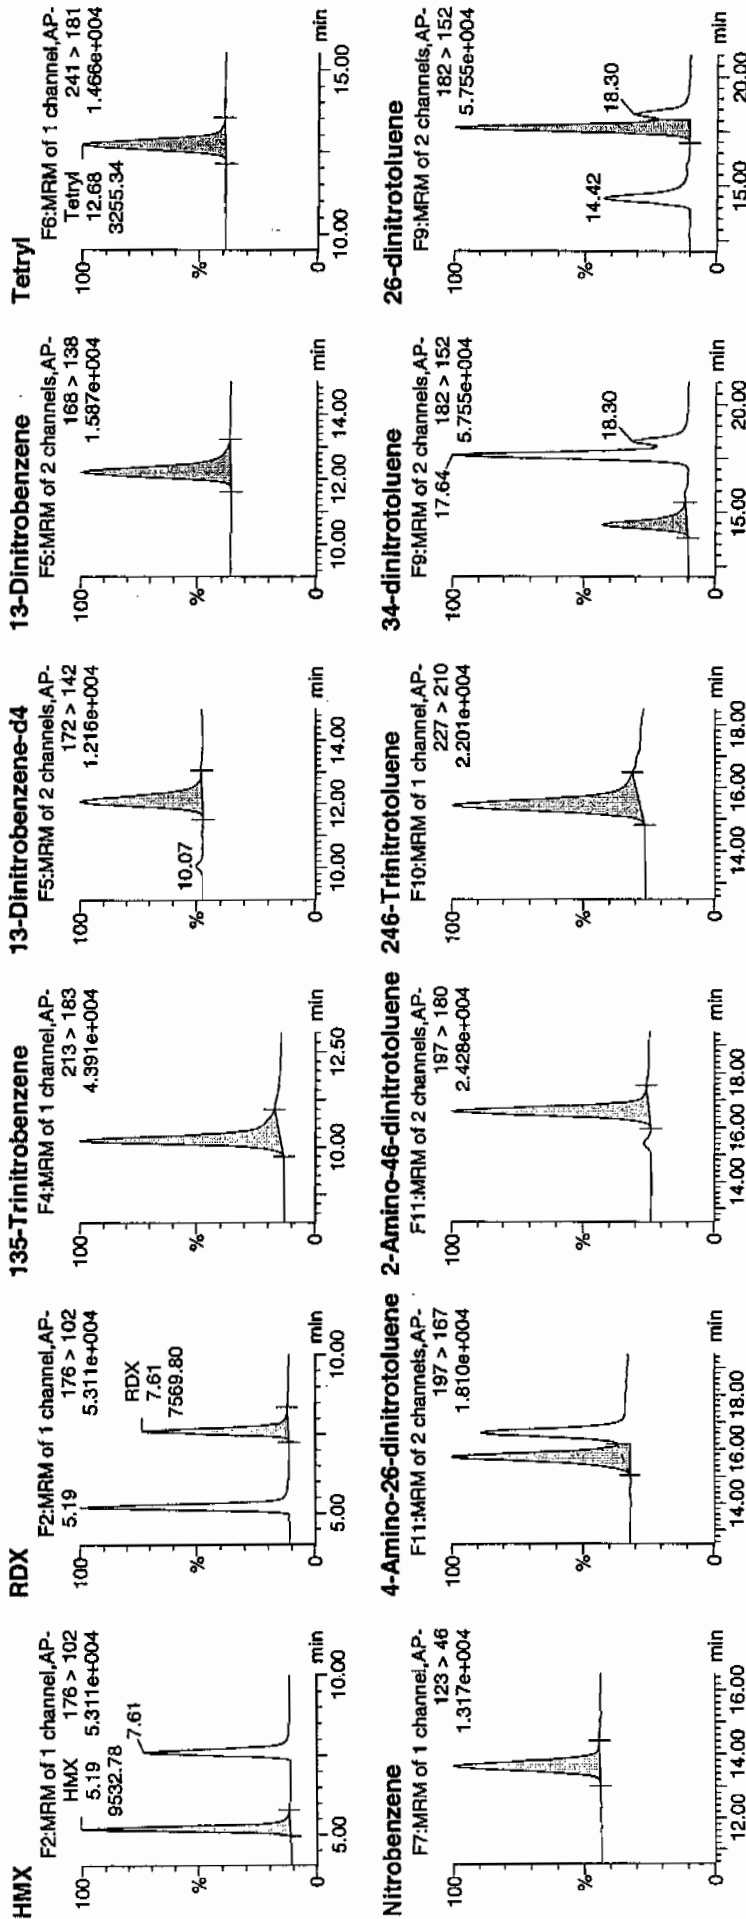 HMX
F2:MRM of 1 channel,AP-
HMX 176 > 102
5.19 5.311e+004
9532.78
7.61
100
%
0
5.00 10.00 min
RDX
F2:MRM of 1 channel,AP-
5.19 176 > 102
5.311e+004
RDX
7.61
7569.80
100
%
0
5.00 10.00 min
135-Trinitrobenzene
F4:MRM of 1 channel,AP-
213 > 183
4.391e+004
100
%
0
10.00 12.50 min
13-Dinitrobenzene-d4
F5:MRM of 2 channels,AP-
172 > 142
1.216e+004
10.07
100
%
0
10.00 12.00 14.00 min
13-Dinitrobenzene
F5:MRM of 2 channels,AP-
168 > 138
1.587e+004
100
%
0
10.00 12.00 14.00 min
Tetryl
F6:MRM of 1 channel,AP-
Tetryl 241 > 181
12.68 1.466e+004
3255.34
100
%
0
10.00 15.00 min
Nitrobenzene
F7:MRM of 1 channel,AP-
123 > 46
1.317e+004
100
%
0
12.00 14.00 16.00 min
4-Amino-26-dinitrotoluene
F11:MRM of 2 channels,AP-
197 > 167
1.810e+004
100
%
0
14.00 16.00 18.00 min
2-Amino-46-dinitrotoluene
F11:MRM of 2 channels,AP-
197 > 180
2.428e+004
100
%
0
14.00 16.00 18.00 min
246-Trinitrotoluene
F10:MRM of 1 channel,AP-
227 > 210
2.201e+004
100
%
0
14.00 16.00 18.00 min
34-dinitrotoluene
F9:MRM of 2 channels,AP-
17.64 182 > 152
5.755e+004
18.30
100
%
0
15.00 20.00 min
26-dinitrotoluene
F9:MRM of 2 channels,AP-
182 > 152
5.755e+004
14.42
18.30
100
%
0
15.00 20.00 min